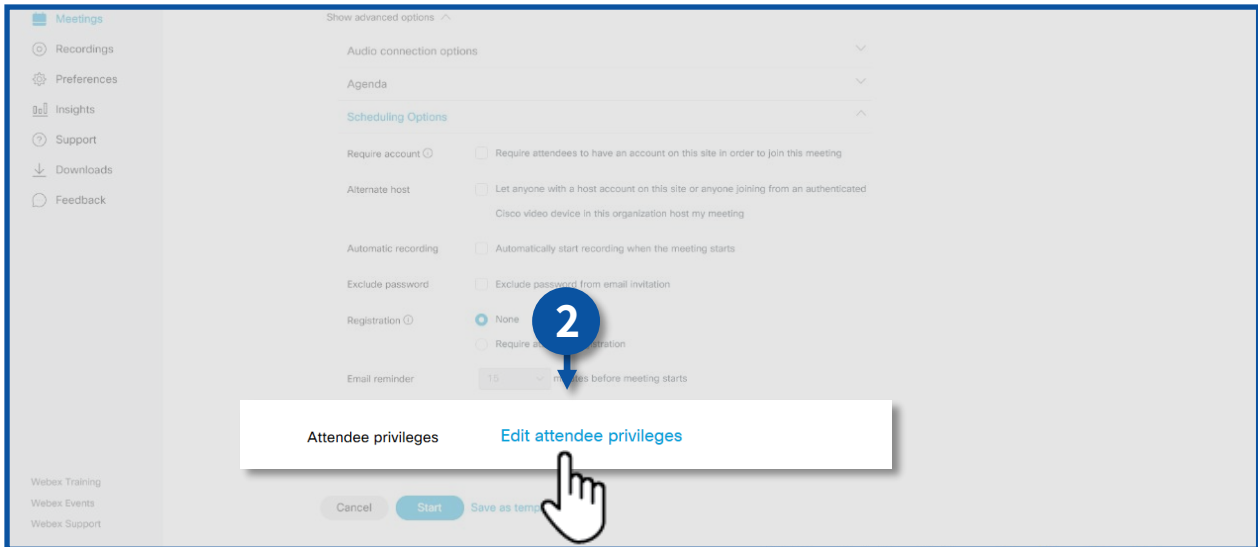 Meetings
Recordings
Preferences
Insights
Support
Downloads
Feedback
Webex Training
Webex Events
Webex Support
Show advanced options
Audio connection options
Agenda
Scheduling Options
Require account
Require attendees to have an account on this site in order to join this meeting
Alternate host
Let anyone with a host account on this site or anyone joining from an authenticated
Cisco video device in this organization host my meeting
Automatic recording
Automatically start recording when the meeting starts
Exclude password
Exclude password from email invitation
Registration
None
2
Require
Email reminder
15
before meeting starts
Attendee privileges
Edit attendee privileges
Cancel
Start
Save as